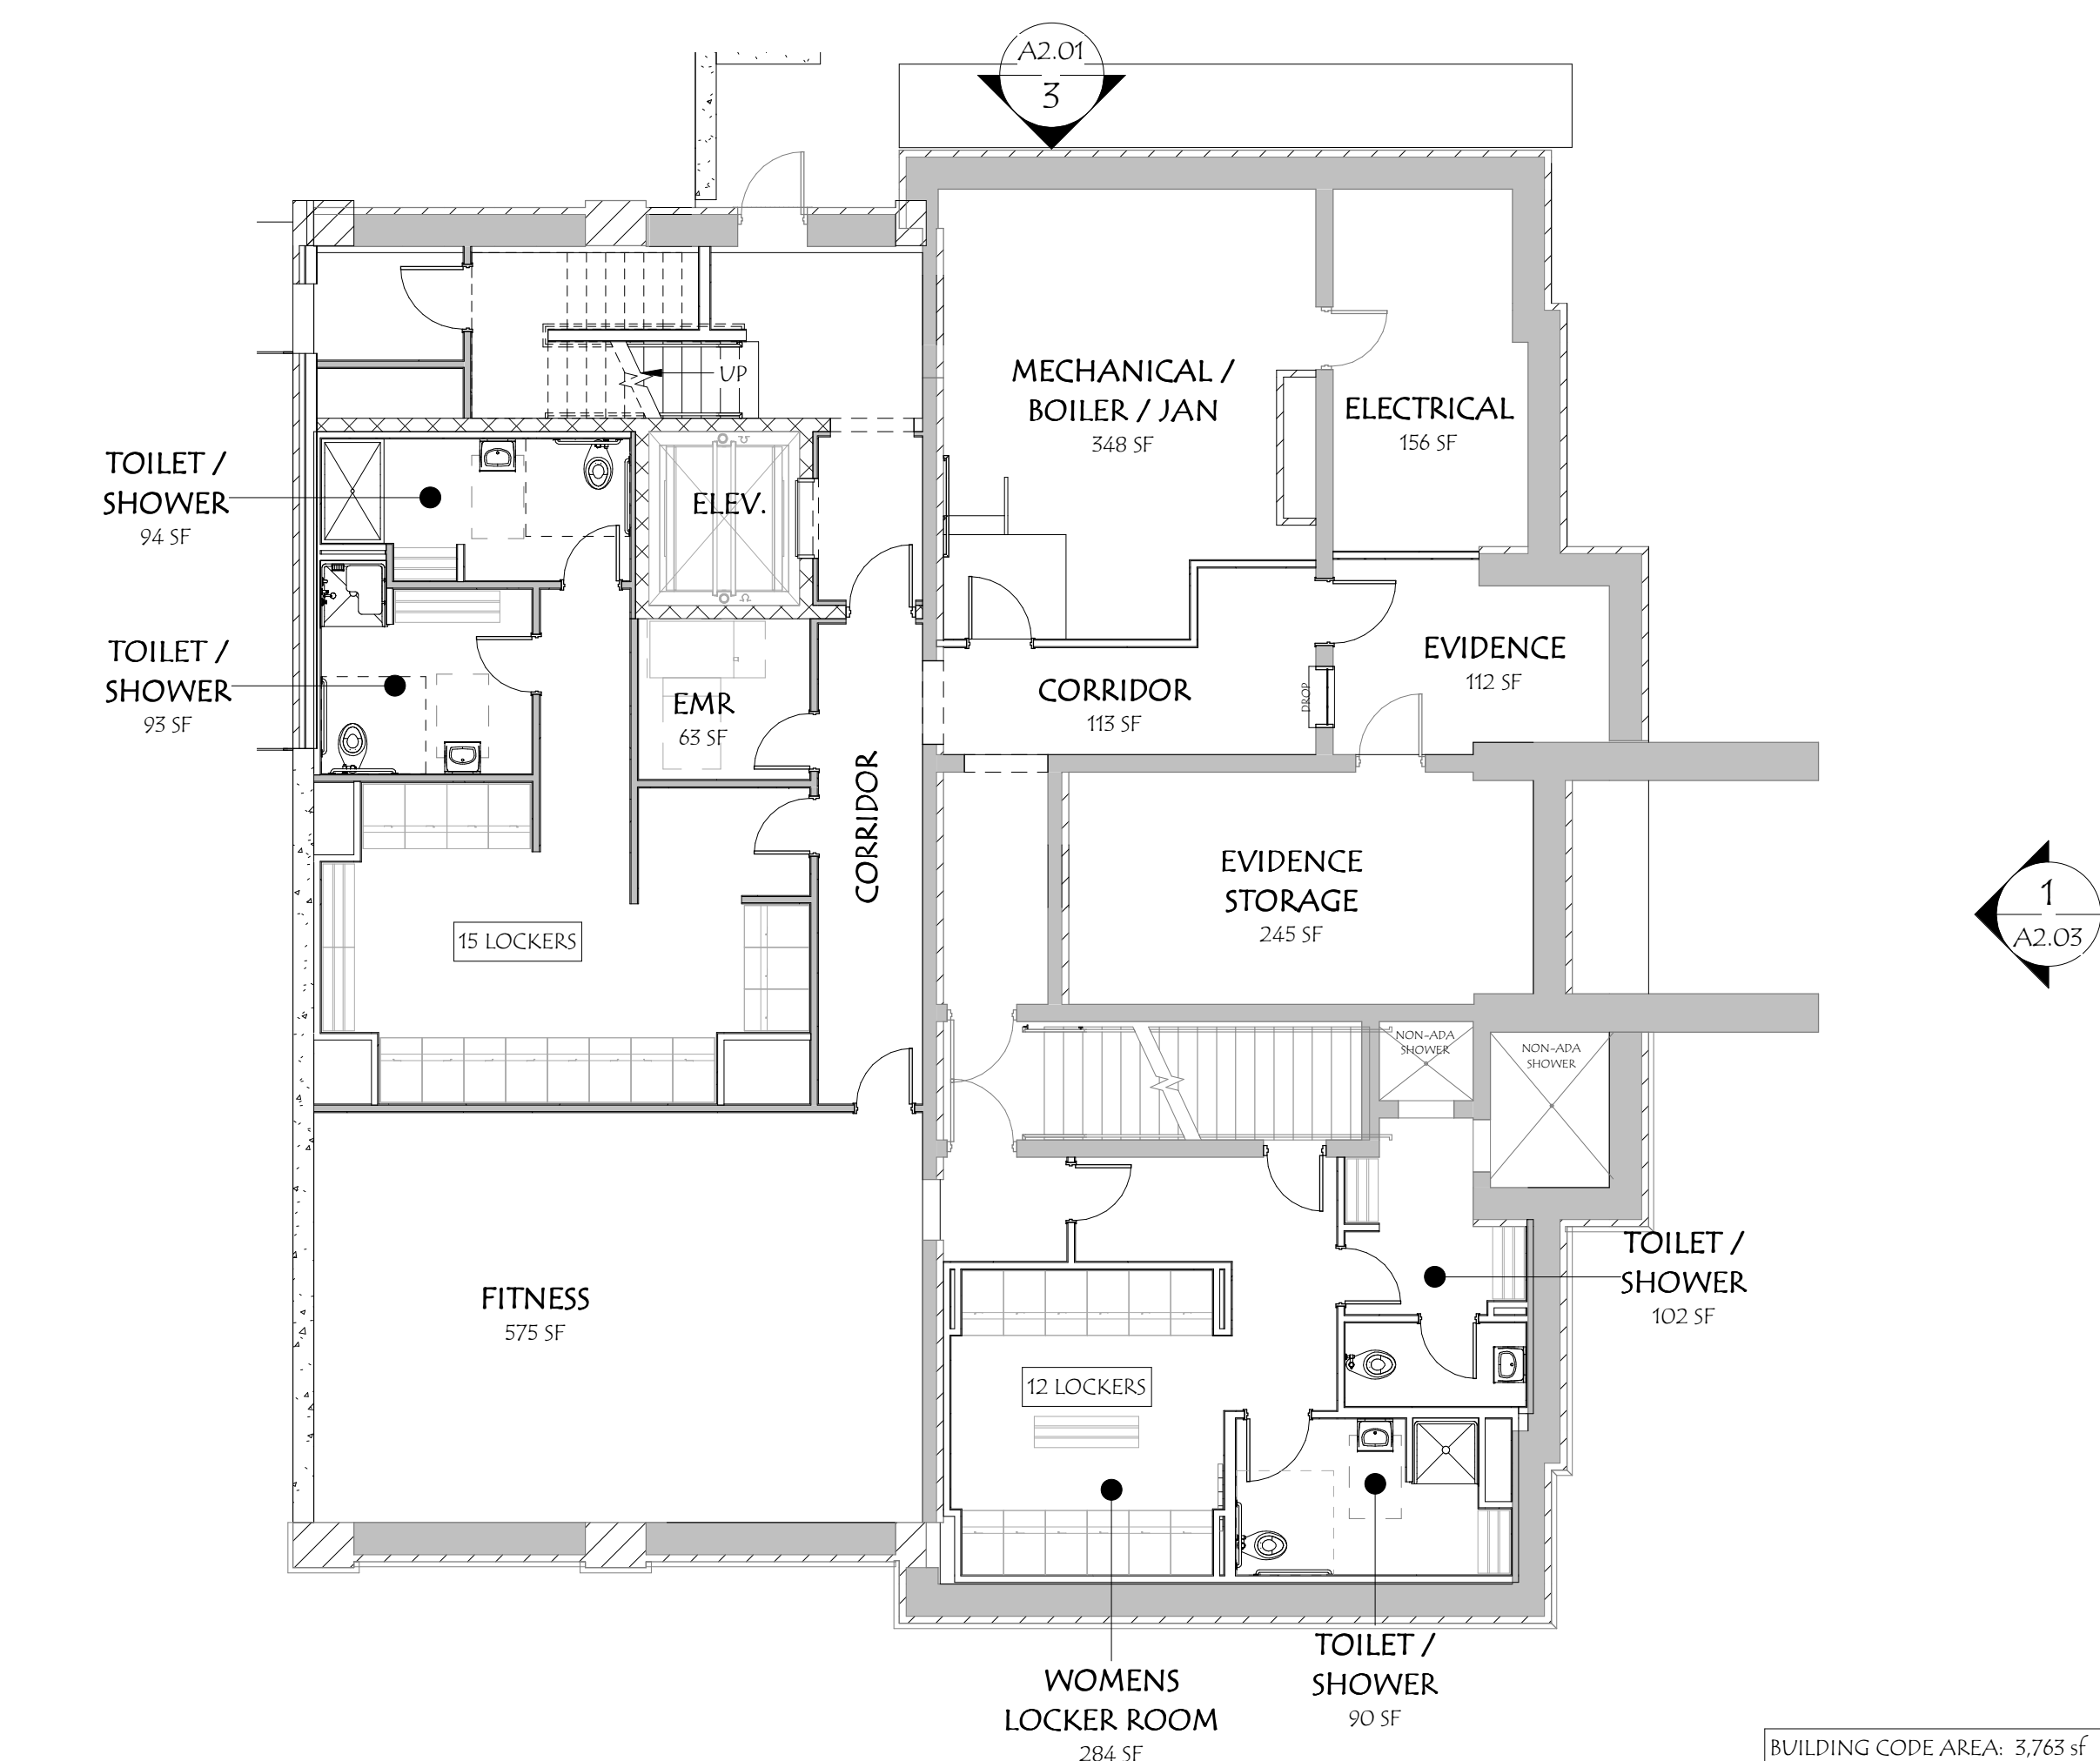 A2.01
3
MECHANICAL /
BOILER / JAN
348 SF
ELECTRICAL
156 SF
UP
TOILET /
SHOWER
94 SF
ELEV.
TOILET /
SHOWER
93 SF
EMR
63 SF
CORRIDOR
CORRIDOR
113 SF
DROP
EVIDENCE
112 SF
EVIDENCE
STORAGE
245 SF
1
A2.03
15 LOCKERS
NON-ADA
SHOWER
NON-ADA
SHOWER
FITNESS
575 SF
TOILET /
SHOWER
102 SF
12 LOCKERS
WOMENS
LOCKER ROOM
284 SF
TOILET /
SHOWER
90 SF
BUILDING CODE AREA: 3,763 sf